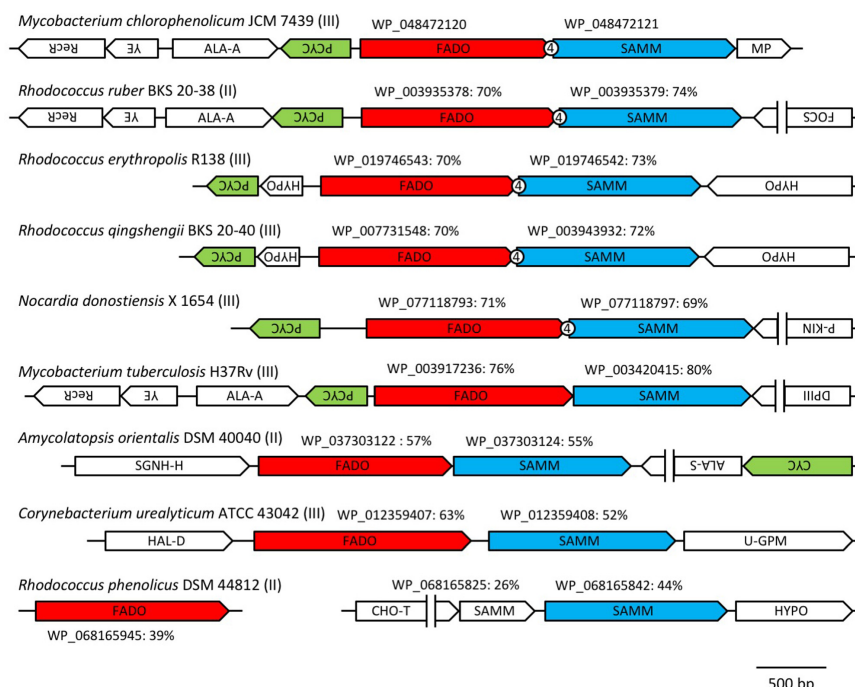 Mycobacterium chlorophenolicum JCM 7439 (III) WP_048472120 WP_048472121
RecR YE ALA-A PCYC FADO 4 SAMM MP
Rhodococcus ruber BKS 20-38 (II) WP_003935378: 70% WP_003935379: 74%
RecR YE ALA-A PCYC FADO 4 SAMM FOCS
Rhodococcus erythropolis R138 (III) WP_019746543: 70% WP_019746542: 73%
PCYC HYPO FADO 4 SAMM HYPO
Rhodococcus qingshengii BKS 20-40 (III) WP_007731548: 70% WP_003943932: 72%
PCYC HYPO FADO 4 SAMM HYPO
Nocardia donostiensis X 1654 (III) WP_077118793: 71% WP_077118797: 69%
PCYC FADO 4 SAMM P-KIN
Mycobacterium tuberculosis H37Rv (III) WP_003917236: 76% WP_003420415: 80%
RecR YE ALA-A PCYC FADO SAMM DPIII
Amycolatopsis orientalis DSM 40040 (II) WP_037303122 : 57% WP_037303124: 55%
SGNH-H FADO SAMM ALA-S CYC
Corynebacterium urealyticum ATCC 43042 (III) WP_012359407: 63% WP_012359408: 52%
HAL-D FADO SAMM U-GPM
Rhodococcus phenolicus DSM 44812 (II) WP_068165825: 26% WP_068165842: 44%
FADO CHO-T SAMM SAMM HYPO
WP_068165945: 39%
500 bp